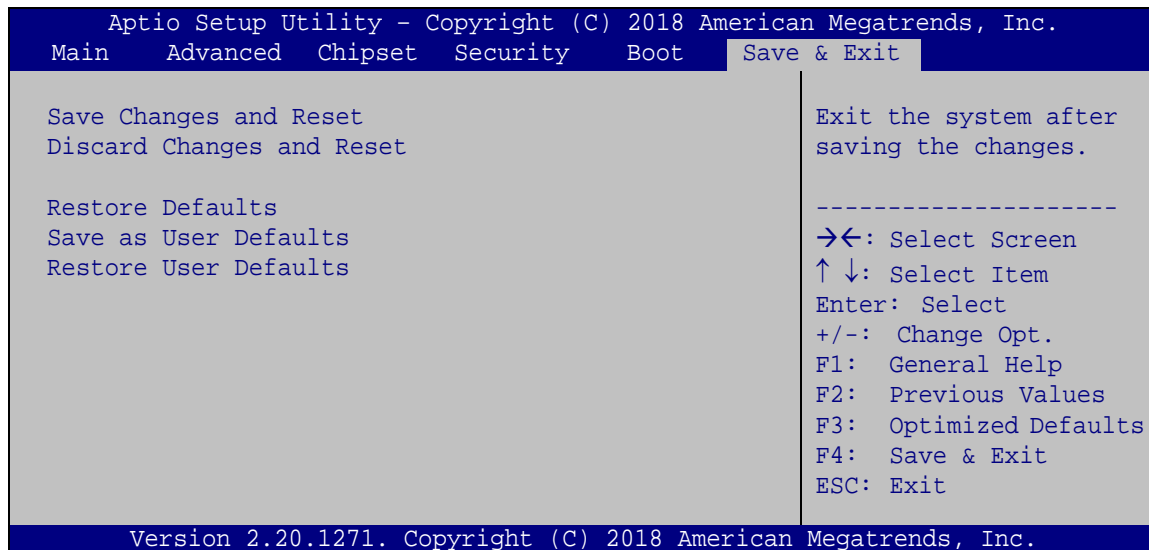 Aptio Setup Utility – Copyright (C) 2018 American Megatrends, Inc.
Main Advanced Chipset Security Boot Save & Exit
Save Changes and Reset
Discard Changes and Reset
Restore Defaults
Save as User Defaults
Restore User Defaults
Exit the system after
saving the changes.
---------------------
→←: Select Screen
↑ ↓: Select Item
Enter: Select
+/-: Change Opt.
F1: General Help
F2: Previous Values
F3: Optimized Defaults
F4: Save & Exit
ESC: Exit
Version 2.20.1271. Copyright (C) 2018 American Megatrends, Inc.